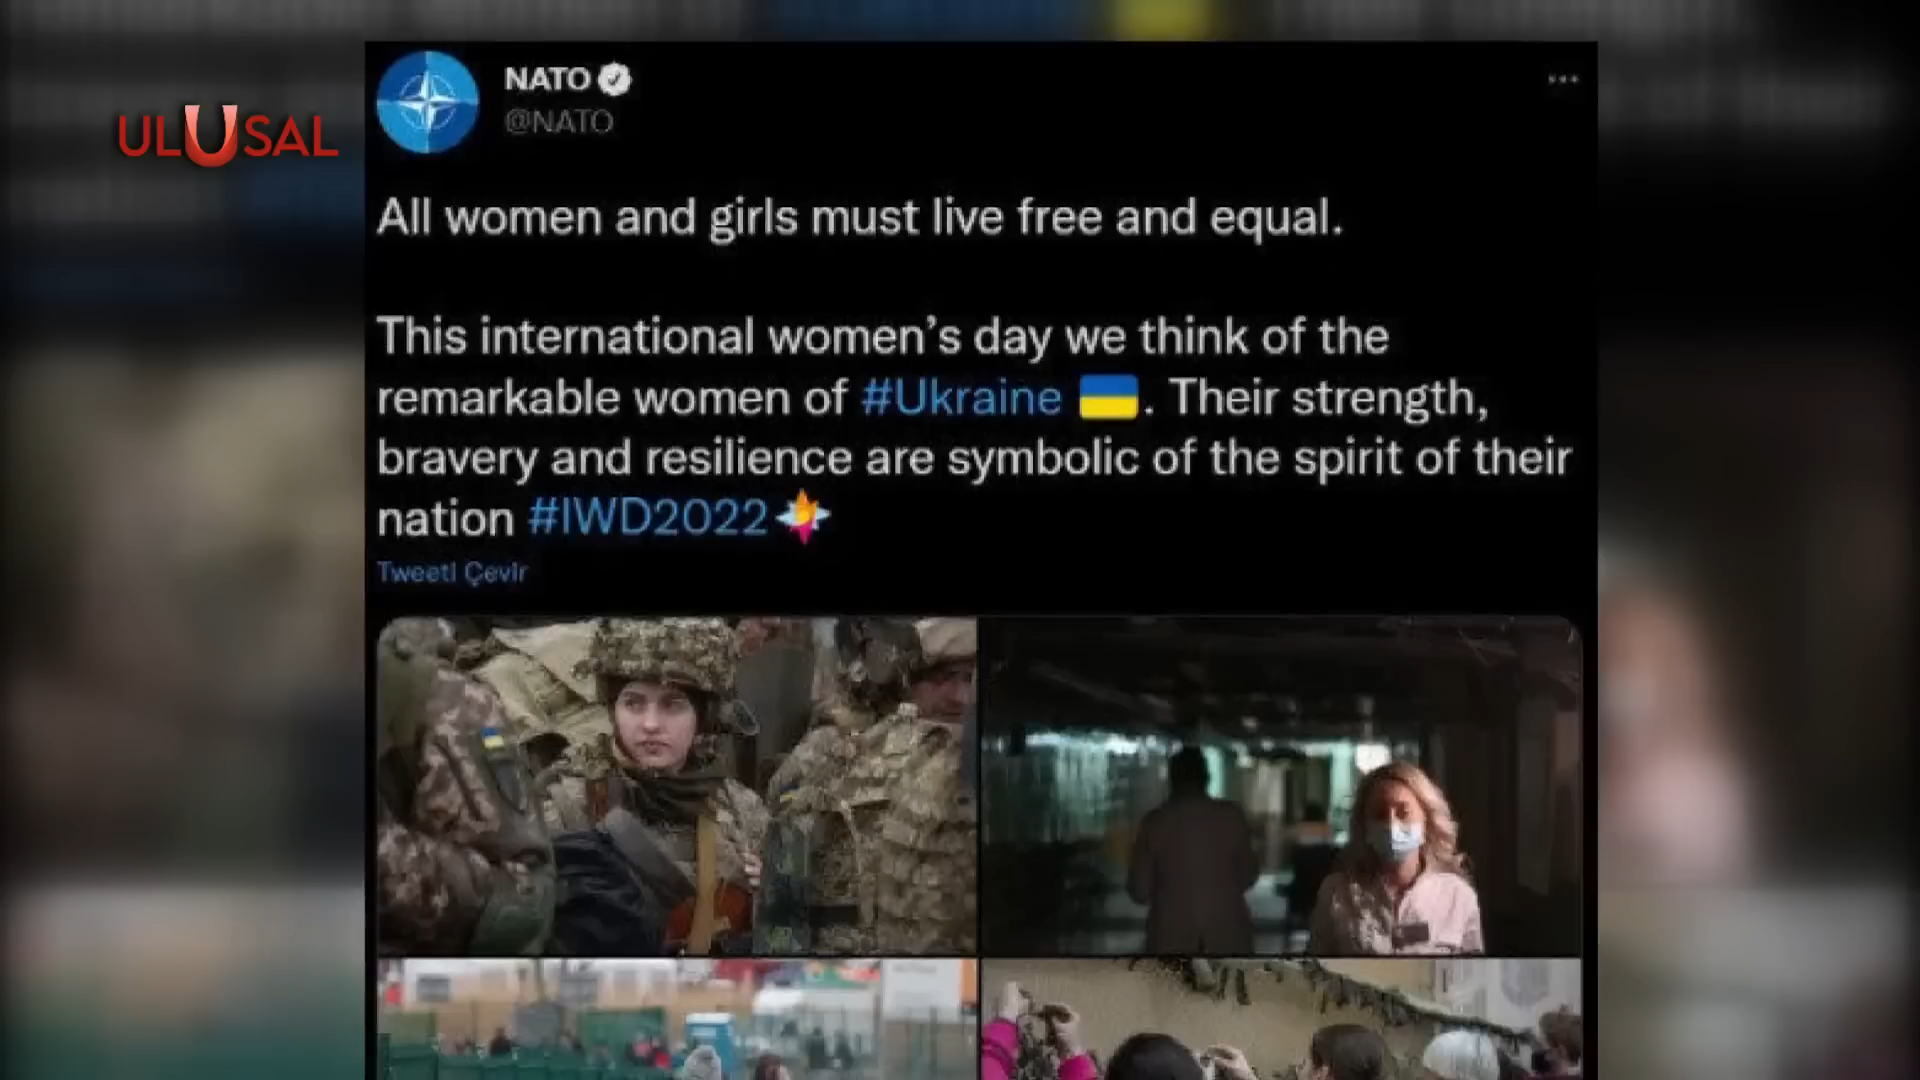 ULUSAL
NATO
@NATO
All women and girls must live free and equal.
This international women’s day we think of the
remarkable women of #Ukraine 🇺🇦. Their strength,
bravery and resilience are symbolic of the spirit of their
nation #IWD2022
Tweeti Çevir